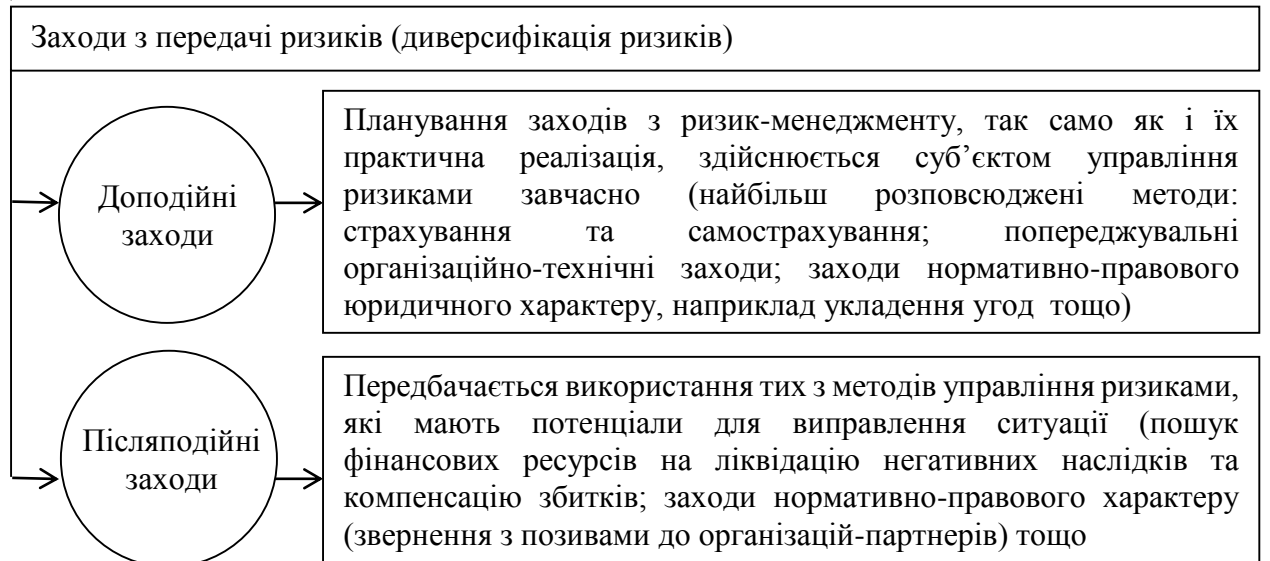 Заходи з передачі ризиків (диверсифікація ризиків)
Доподійні
заходи
Планування заходів з ризик-менеджменту, так само як і їх
практична реалізація, здійснюється суб’єктом управління
ризиками завчасно (найбільш розповсюджені методи:
страхування та самострахування; попереджувальні
організаційно-технічні заходи; заходи нормативно-правового
юридичного характеру, наприклад укладення угод тощо)
Післяподійні
заходи
Передбачається використання тих з методів управління ризиками,
які мають потенціали для виправлення ситуації (пошук
фінансових ресурсів на ліквідацію негативних наслідків та
компенсацію збитків; заходи нормативно-правового характеру
(звернення з позивами до організацій-партнерів) тощо